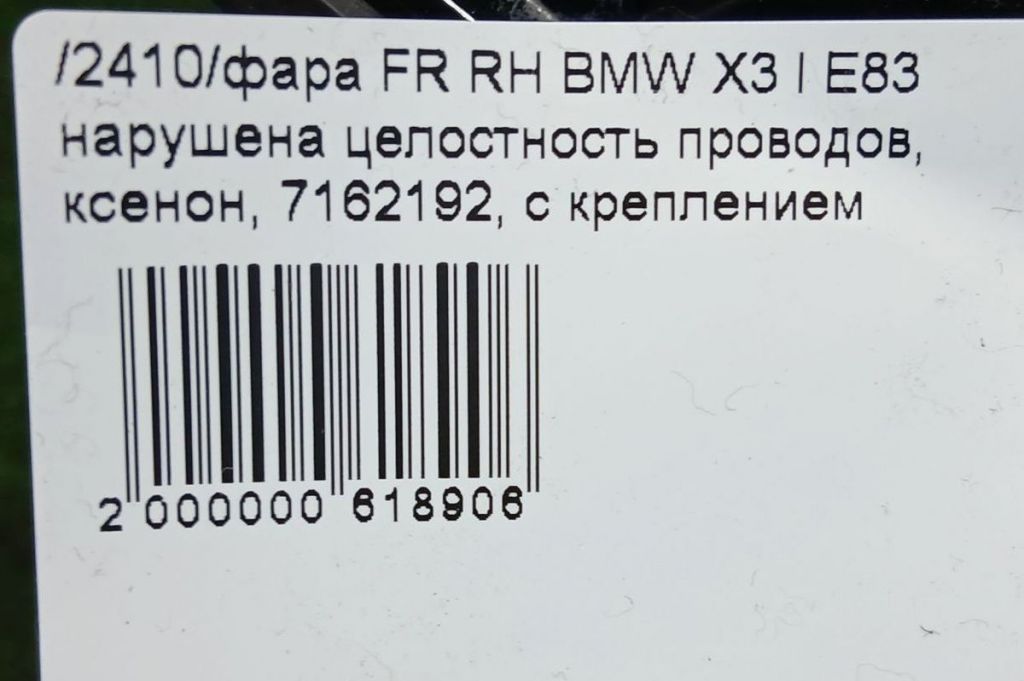 /2410/фара FR RH BMW X3 I E83
нарушена целостность проводов,
ксенон, 7162192, с креплением
2 000000 618906